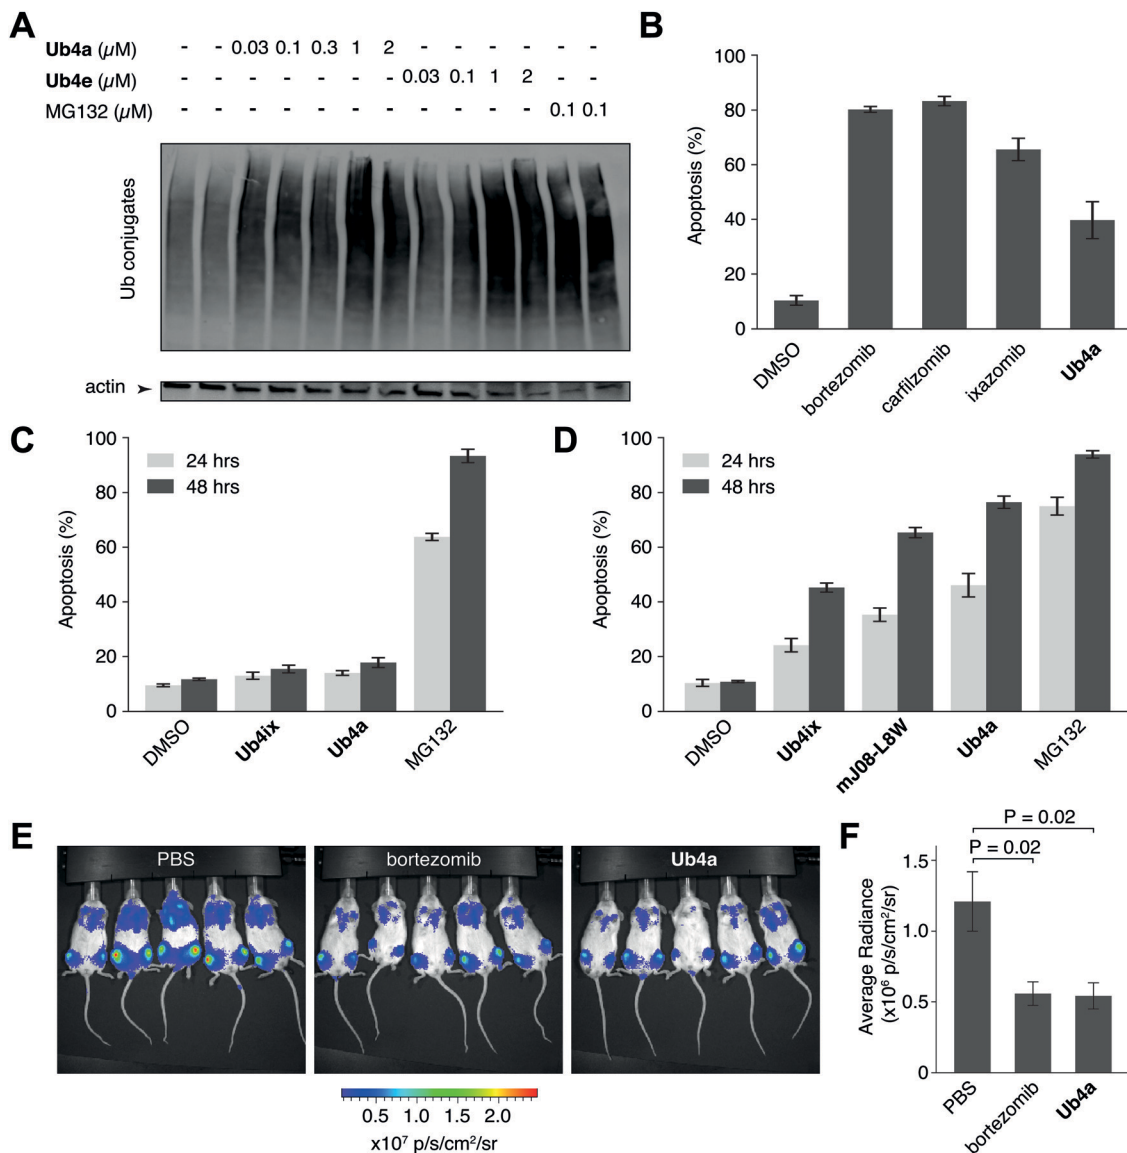 A
Ub4a (μM) - - 0.03 0.1 0.3 1 2 - - - - - -
Ub4e (μM) - - - - - - - 0.03 0.1 1 2 - -
MG132 (μM) - - - - - - - - - - - 0.1 0.1
Ub conjugates
actin
B
Apoptosis (%)
100
80
60
40
20
0
DMSO
bortezomib
carfilzomib
ixazomib
Ub4a
C
24 hrs
48 hrs
Apoptosis (%)
100
80
60
40
20
0
DMSO
Ub4ix
Ub4a
MG132
D
24 hrs
48 hrs
Apoptosis (%)
100
80
60
40
20
0
DMSO
Ub4ix
mJ08-L8W
Ub4a
MG132
E
PBS
bortezomib
Ub4a
0.5 1.0 1.5 2.0
x10⁷ p/s/cm²/sr
F
P = 0.02
P = 0.02
Average Radiance
(x10⁶ p/s/cm²/sr)
1.5
1.0
0.5
0
PBS
bortezomib
Ub4a